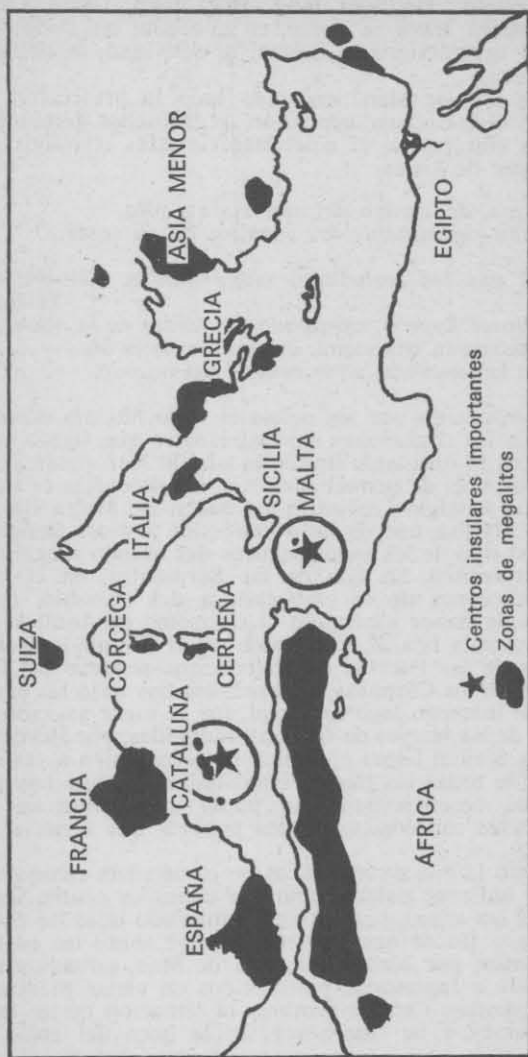 SUIZA
FRANCIA
CÓRCEGA
ITALIA
CATALUÑA
ESPAÑA
CERDEÑA
GRECIA
ASIA MENOR
SICILIA
MALTA
ÁFRICA
EGIPTO
Centros insulares importantes
Zonas de megalitos